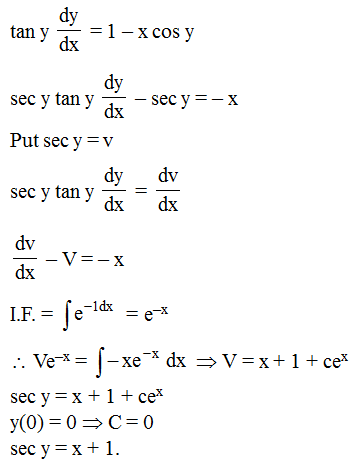 tan y dy/dx = 1 – x cos y
sec y tan y dy/dx – sec y = – x
Put sec y = v
sec y tan y dy/dx = dv/dx
dv/dx – V = – x
I.F. = ∫e^{–1dx} = e^{–x}
∴ Ve^{–x} = ∫–xe^{–x} dx ⇒ V = x + 1 + ce^{x}
sec y = x + 1 + ce^{x}
y(0) = 0 ⇒ C = 0
sec y = x + 1.